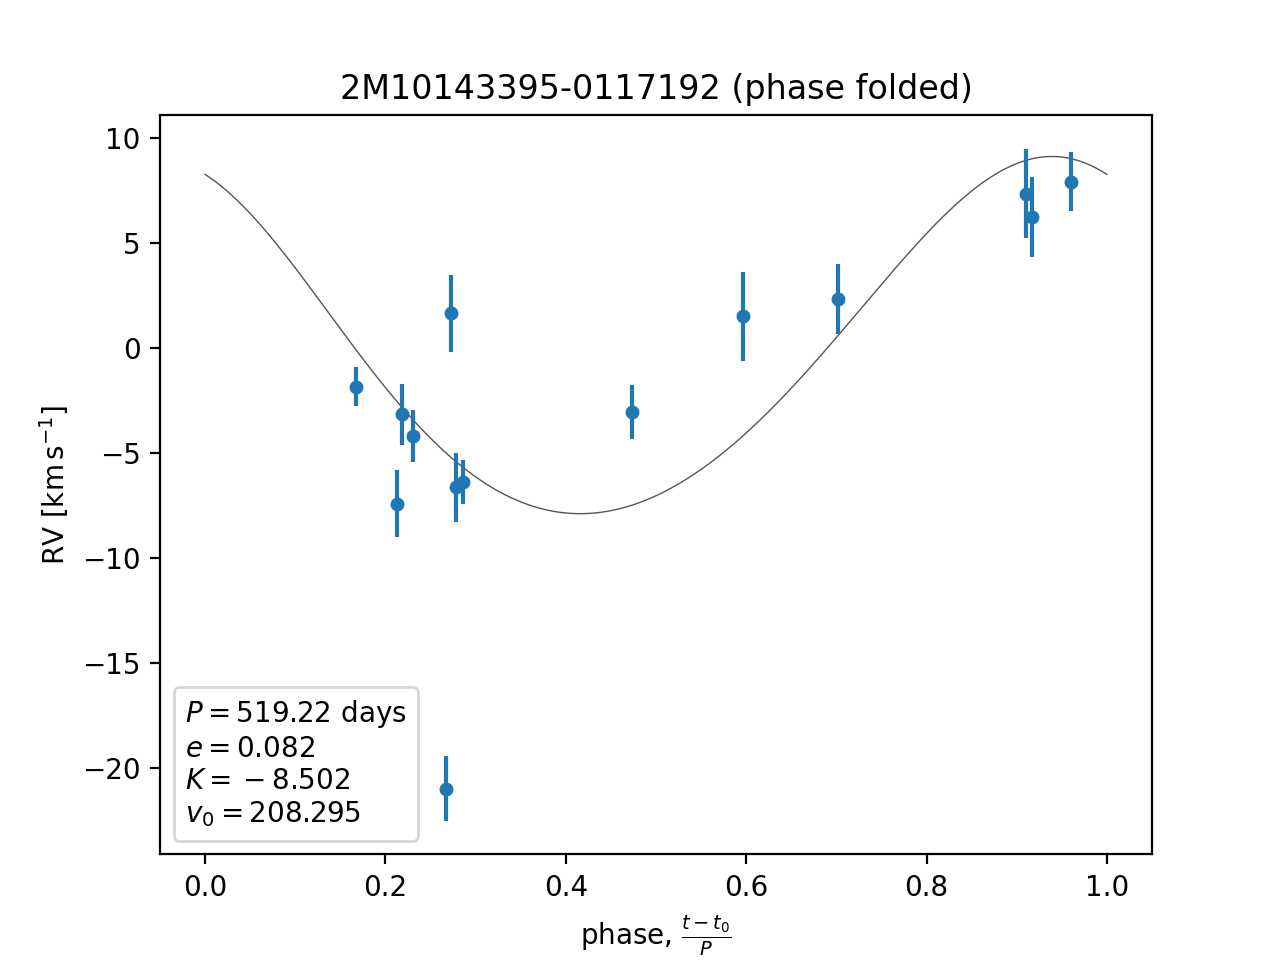 2M10143395-0117192 (phase folded)
10
5
0
−5
−10
−15
−20
RV [km s⁻¹]
P = 519.22 days
e = 0.082
K = − 8.502
v₀ = 208.295
0.0 0.2 0.4 0.6 0.8 1.0
phase, (t − t₀)/P